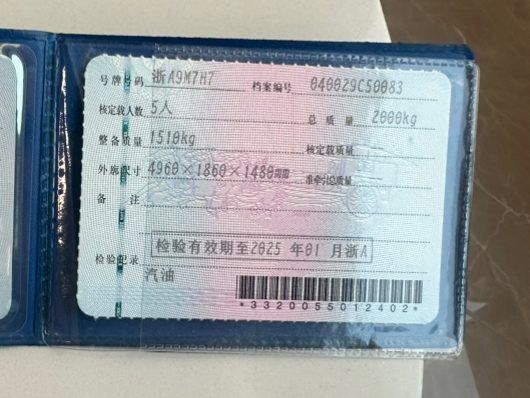 号牌号码 浙A9M7H7 档案编号 040029C50083
核定载人数 5人 总质量 2000kg
整备质量 1510kg 核定载质量
外廓尺寸 4960×1860×1480mm 准牵引总质量
备注
检验有效期至2025 年01 月浙A
检验记录
汽油
*3320055012402*